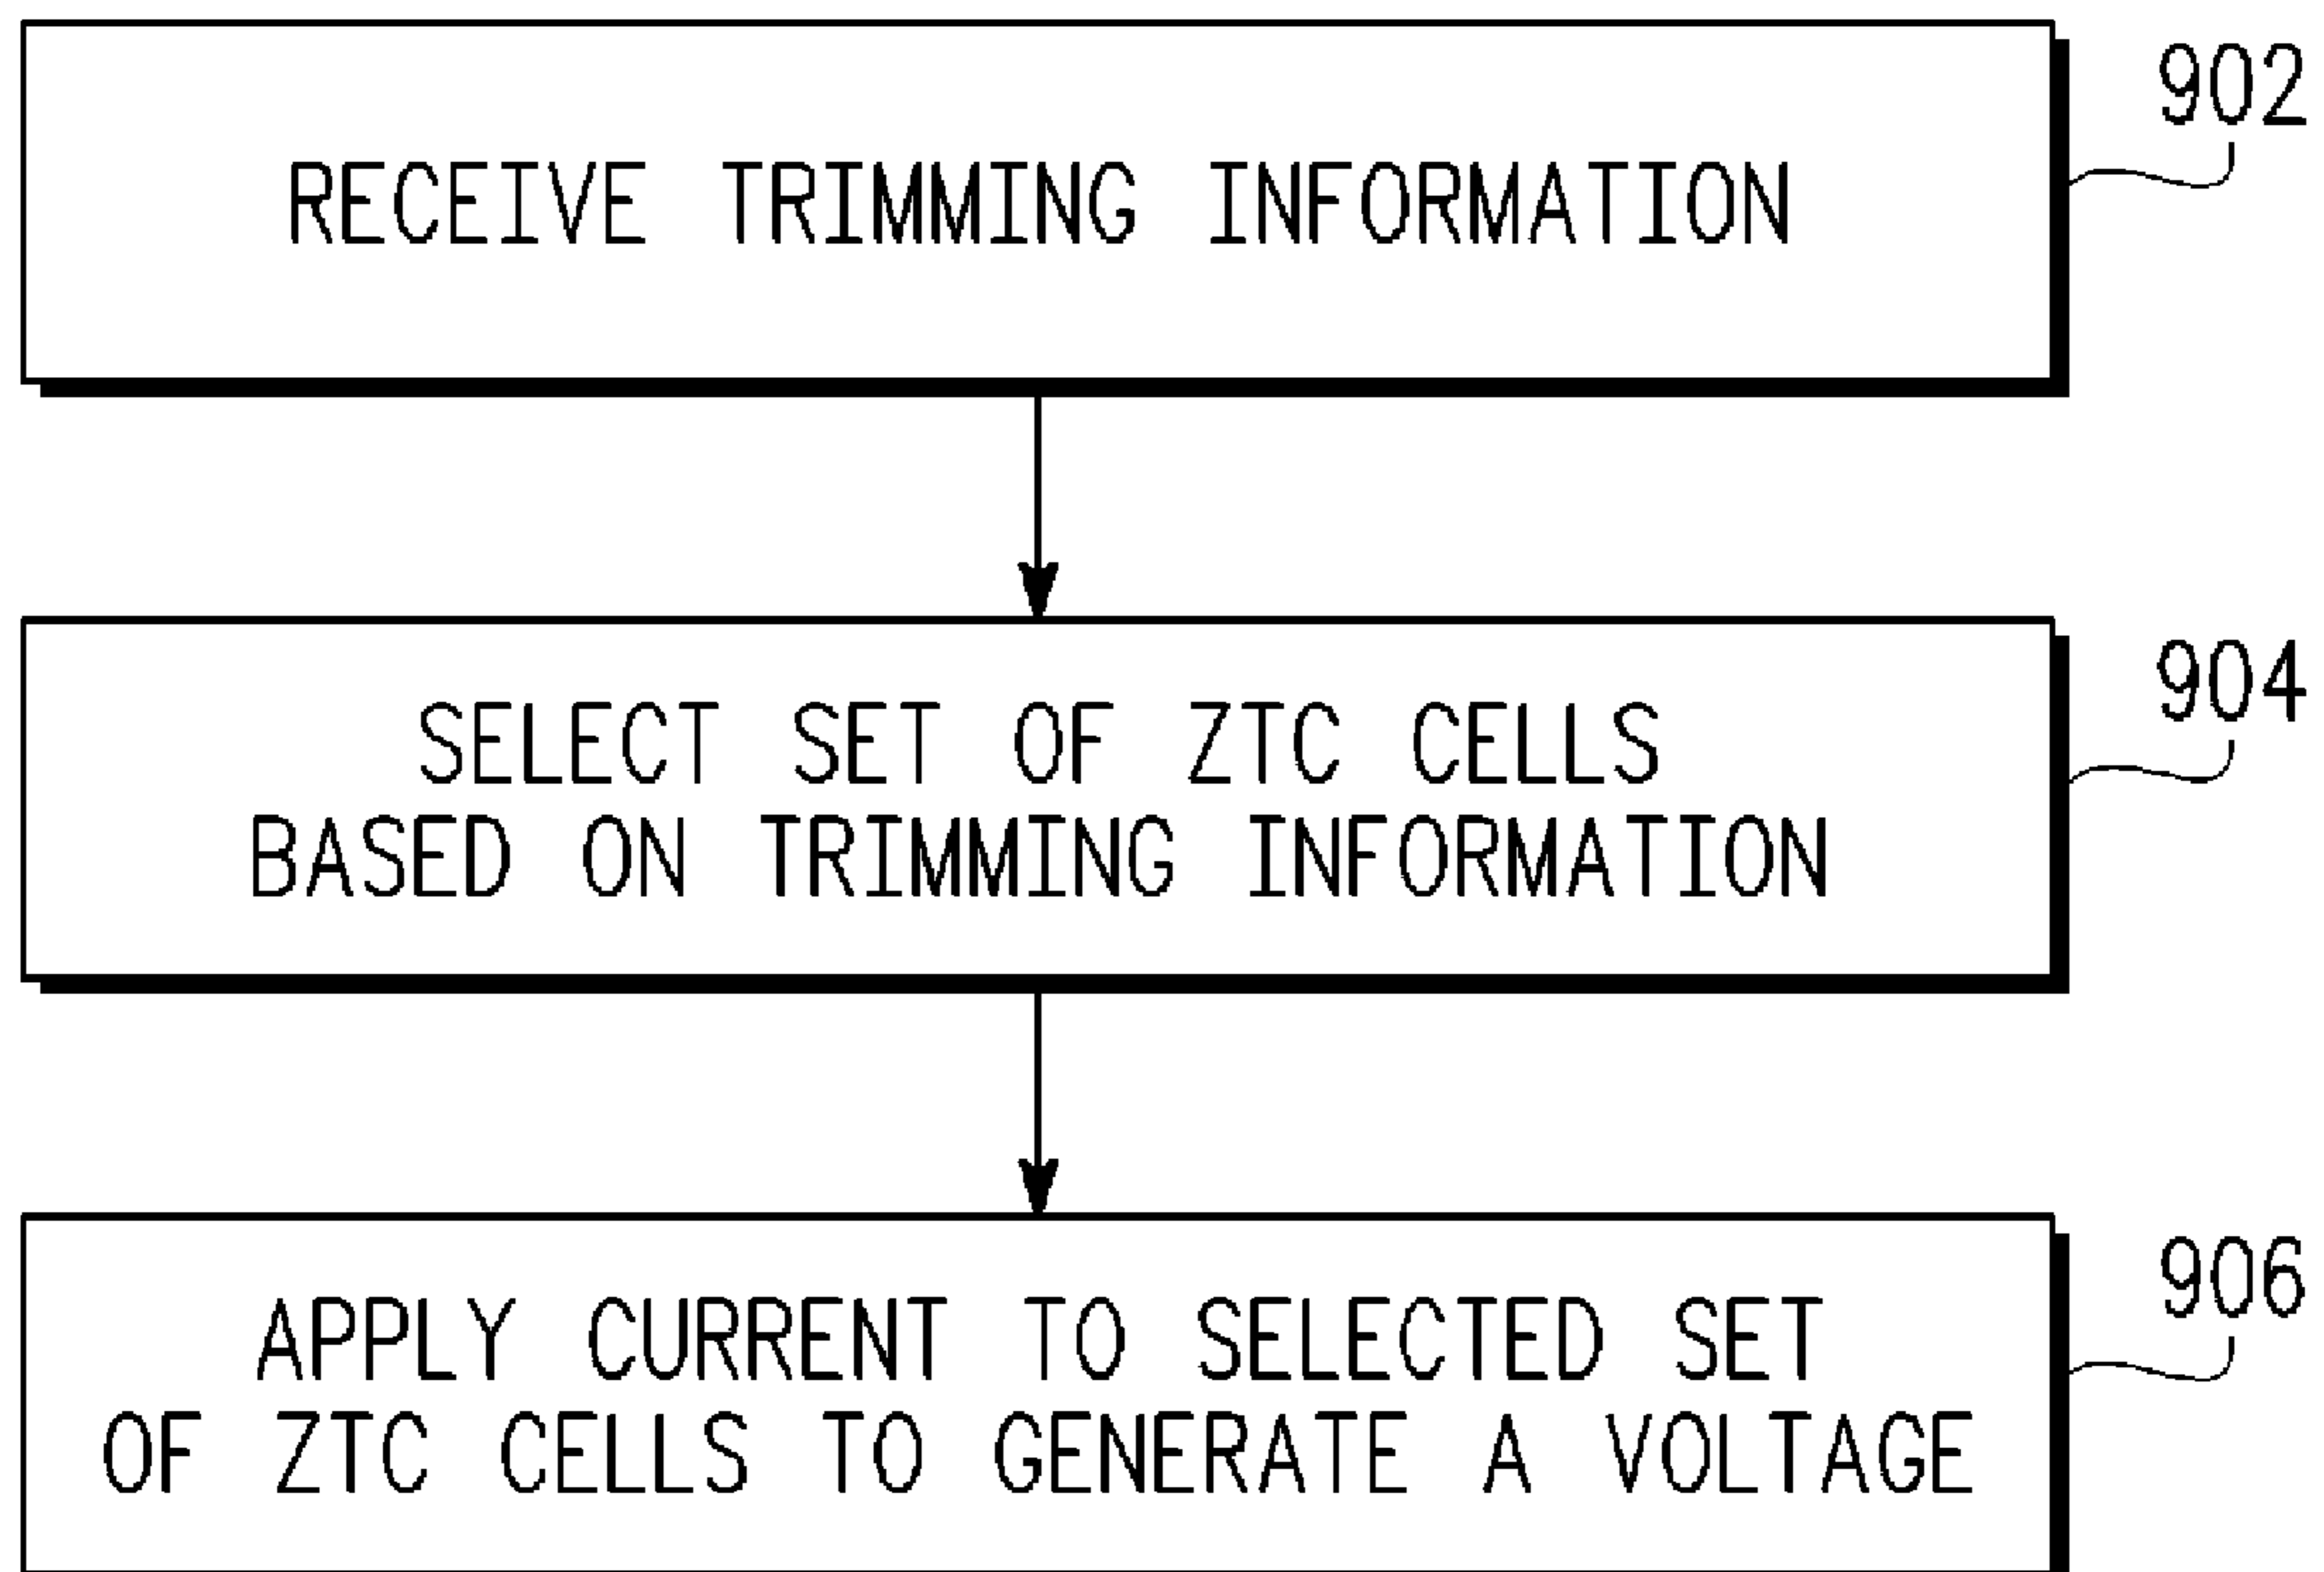 902
RECEIVE TRIMMING INFORMATION
904
SELECT SET OF ZTC CELLS
BASED ON TRIMMING INFORMATION
906
APPLY CURRENT TO SELECTED SET
OF ZTC CELLS TO GENERATE A VOLTAGE